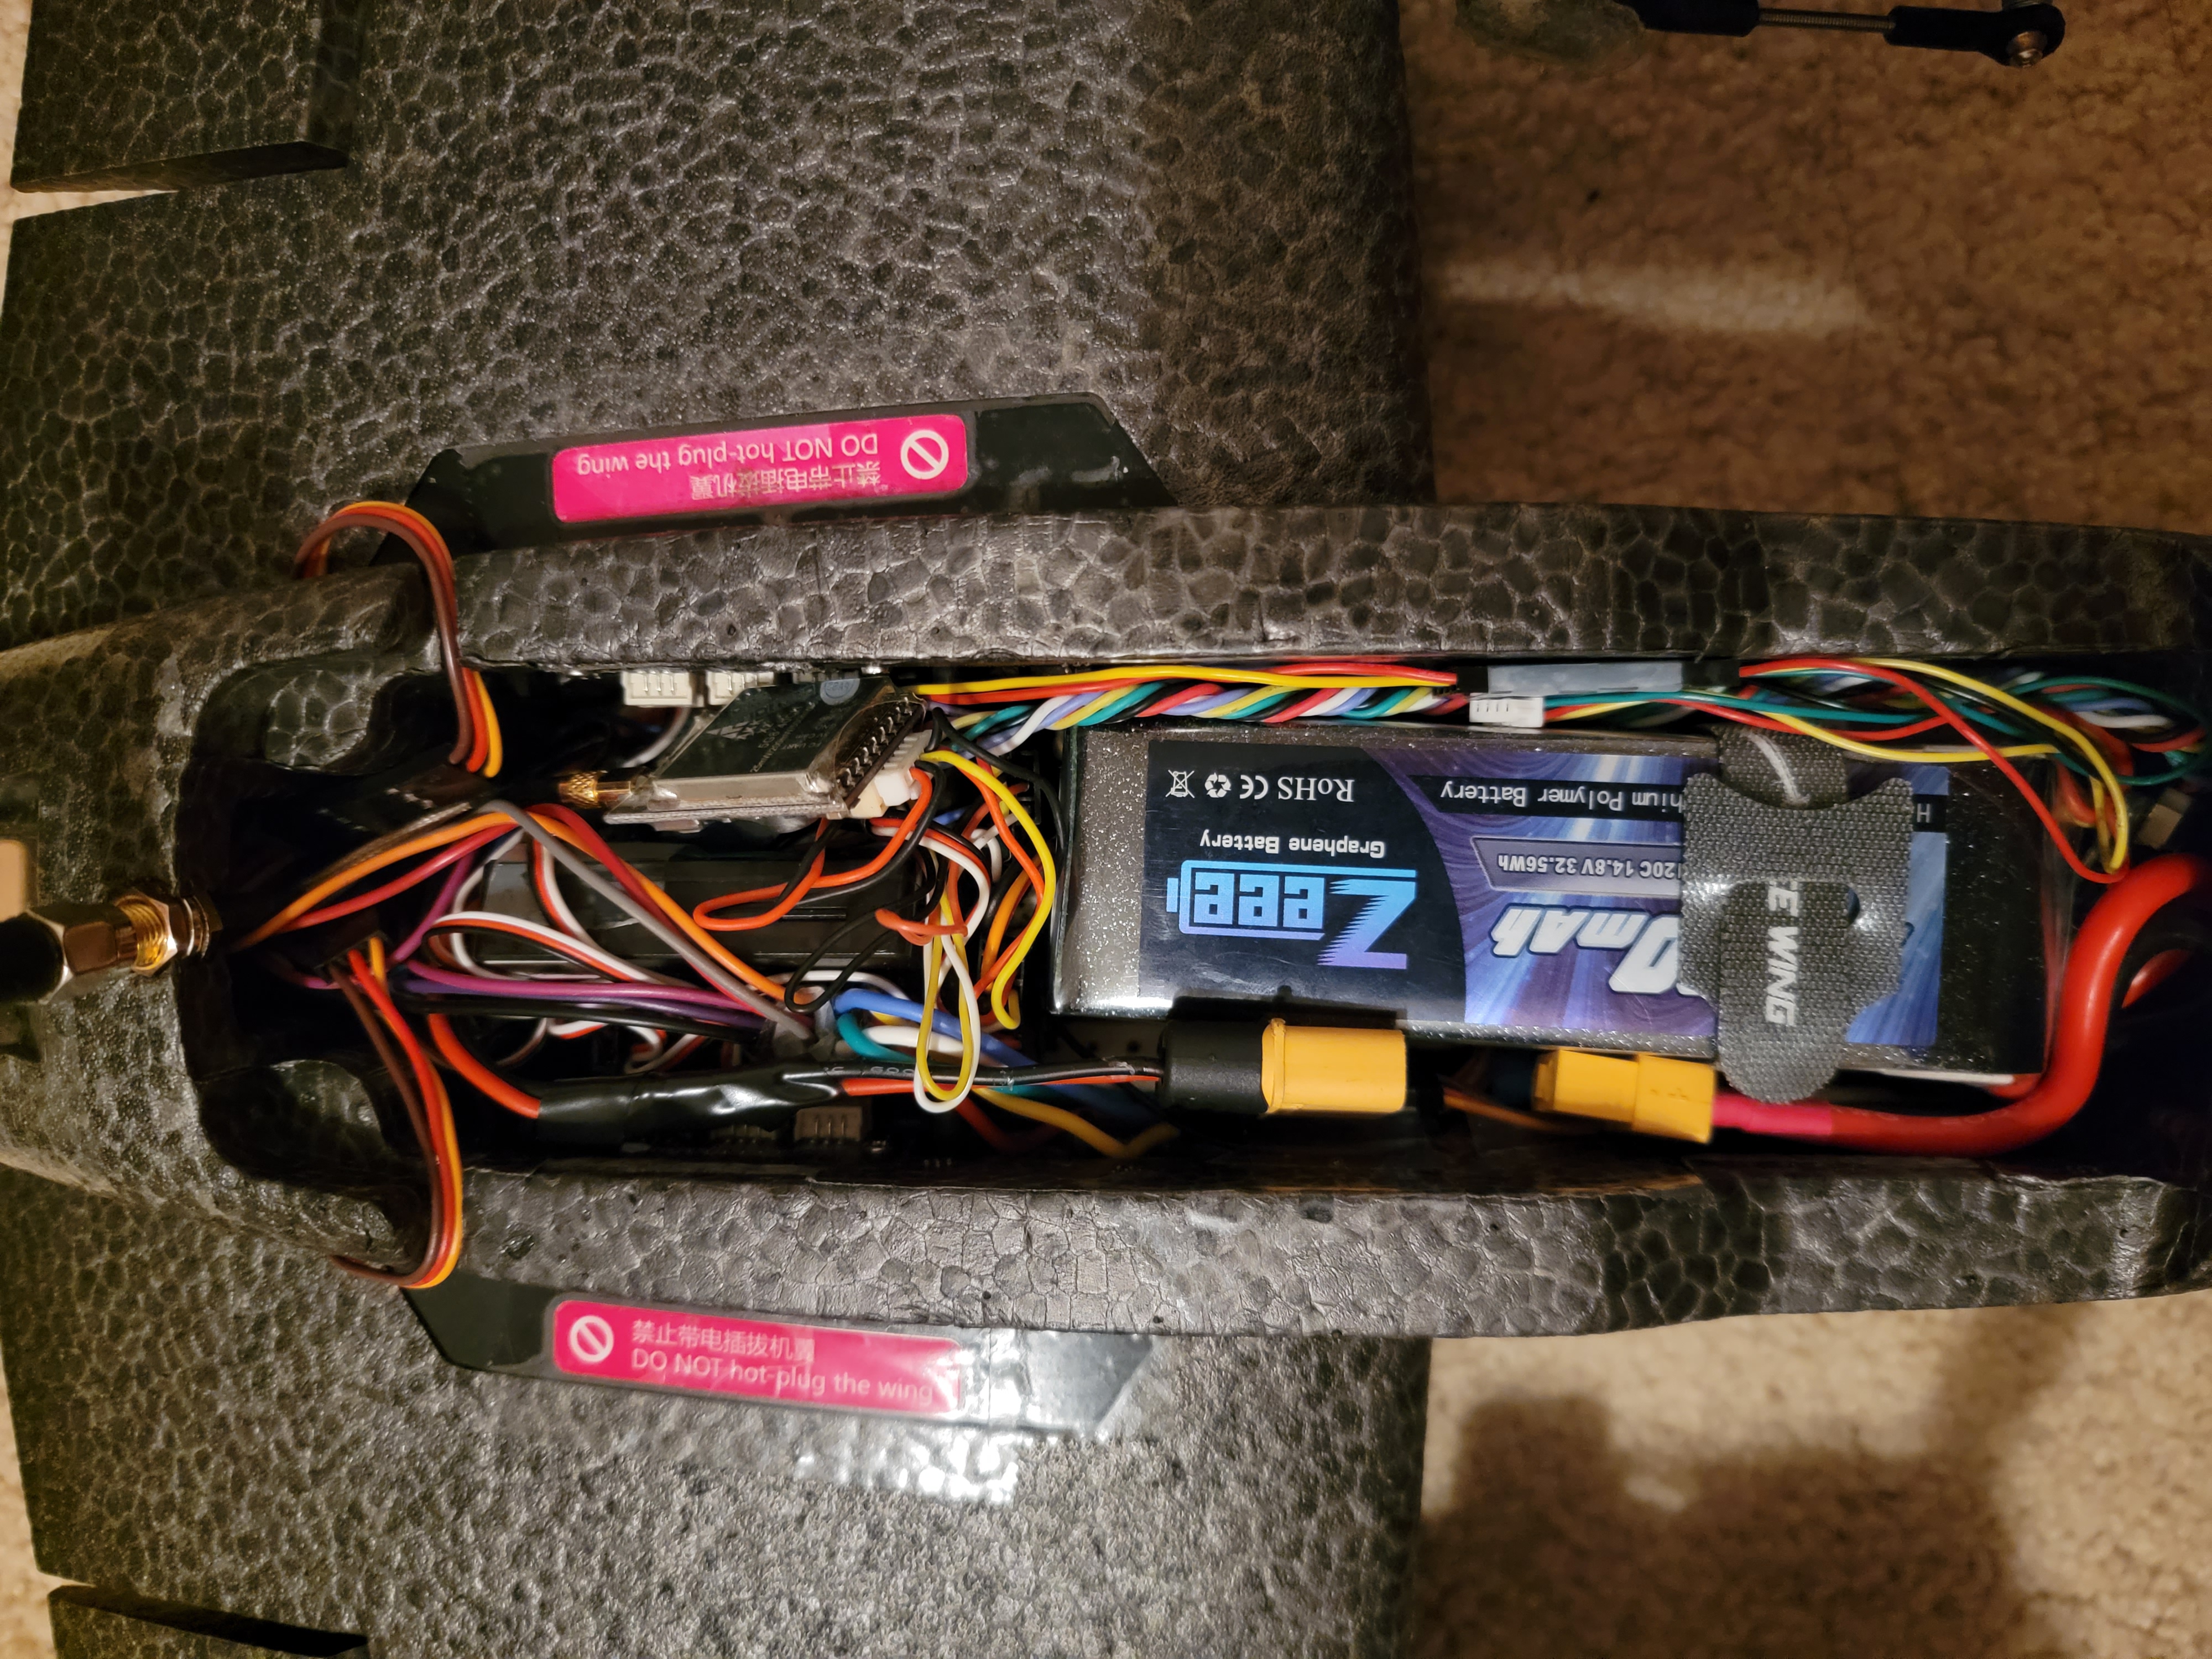 禁止带电插拔机翼
DO NOT hot-plug the wing
RoHS
hium Polymer Battery
H
Graphene Battery
Zeee
120C 14.8V 32.56Wh
0mAh
E WING
禁止带电插拔机翼
DO NOT hot-plug the wing